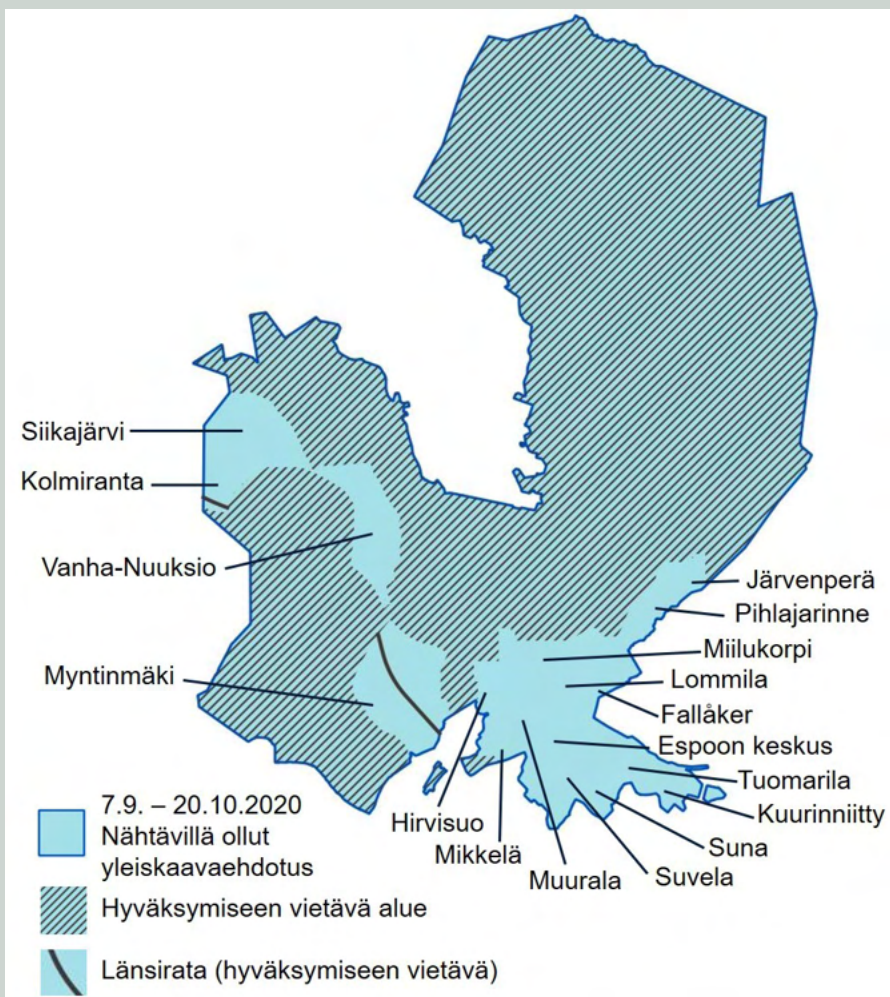 Siikajärvi
Kolmiranta
Vanha-Nuuksio
Myntinmäki
Järvenperä
Pihlajarinne
Miilukorpi
Lommila
Fallåker
Espoon keskus
Tuomarila
Kuurinniitty
Suna
Suvela
Muurala
Mikkelä
Hirvisuo
7.9. – 20.10.2020
Nähtävillä ollut
yleiskaavaehdotus
Hyväksymiseen vietävä alue
Länsirata (hyväksymiseen vietävä)